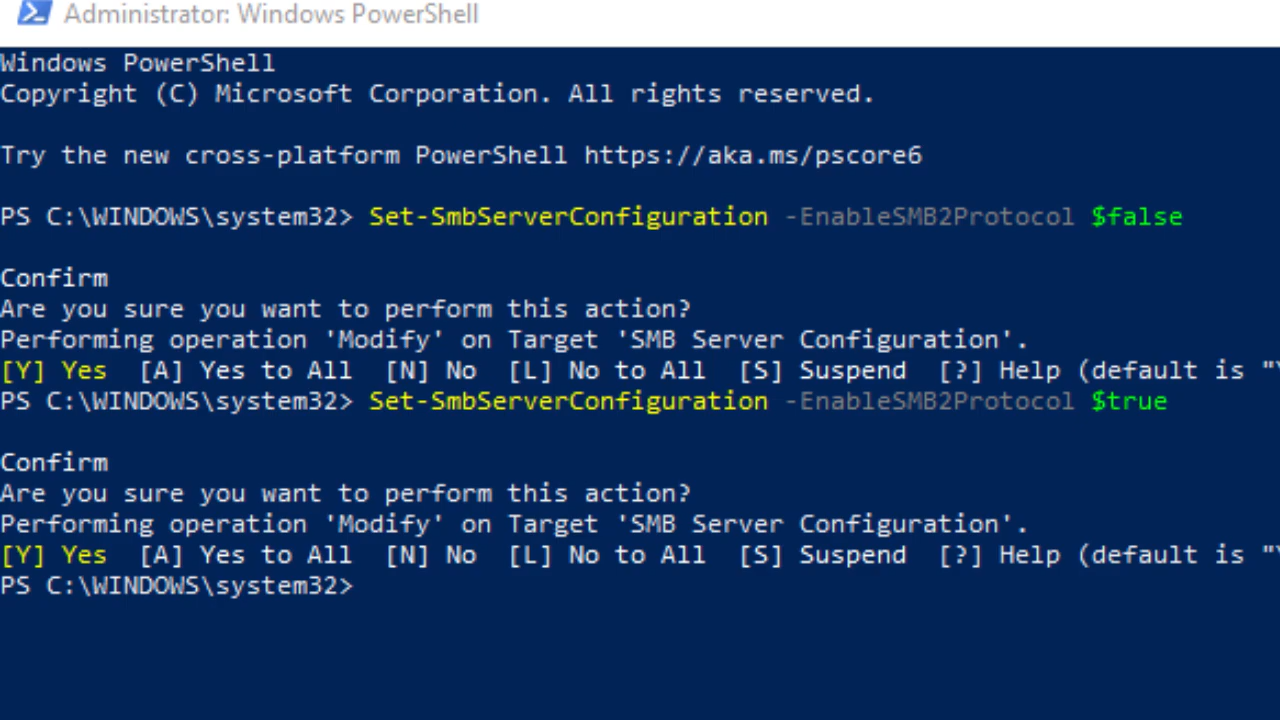 Administrator: Windows PowerShell
Windows PowerShell
Copyright (C) Microsoft Corporation. All rights reserved.
Try the new cross-platform PowerShell https://aka.ms/pscore6
PS C:\WINDOWS\system32> Set-SmbServerConfiguration -EnableSMB2Protocol $false
Confirm
Are you sure you want to perform this action?
Performing operation 'Modify' on Target 'SMB Server Configuration'.
[Y] Yes  [A] Yes to All  [N] No  [L] No to All  [S] Suspend  [?] Help (default is "
PS C:\WINDOWS\system32> Set-SmbServerConfiguration -EnableSMB2Protocol $true
Confirm
Are you sure you want to perform this action?
Performing operation 'Modify' on Target 'SMB Server Configuration'.
[Y] Yes  [A] Yes to All  [N] No  [L] No to All  [S] Suspend  [?] Help (default is "
PS C:\WINDOWS\system32>